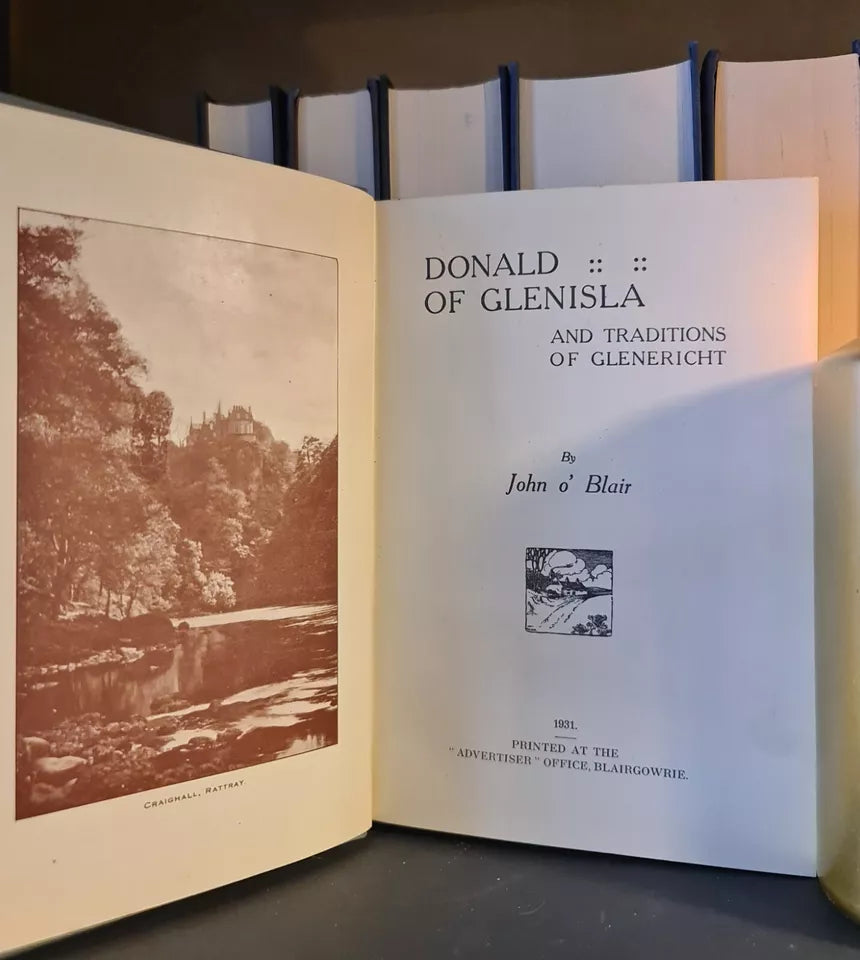 CRAIGHALL, RATTRAY
DONALD :: ::
OF GLENISLA
AND TRADITIONS
OF GLENERICHT
By
John o' Blair
1931.
PRINTED AT THE
"ADVERTISER" OFFICE, BLAIRGOWRIE.